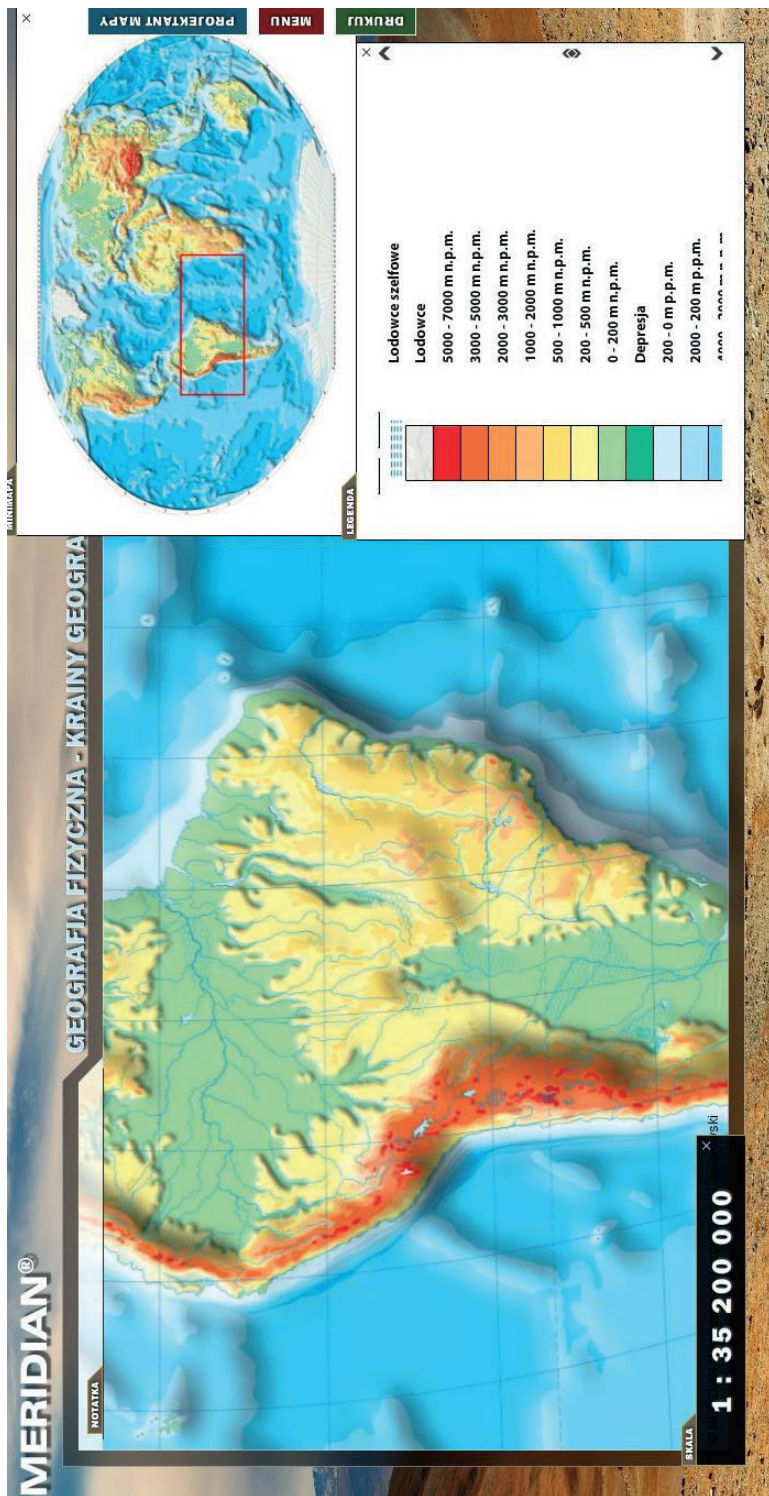 MERIDIAN®
GEOGRAFIA FIZYCZNA - KRAINY GEOGRA
NOTATKA
SKALA
1 : 35 200 000
MINIMAPA
PROJEKTANT MAPY
MENU
DRUKUJ
LEGENDA
Lodowce szelfowe
Lodowce
5000 - 7000 m n.p.m.
3000 - 5000 m n.p.m.
2000 - 3000 m n.p.m.
1000 - 2000 m n.p.m.
500 - 1000 m n.p.m.
200 - 500 m n.p.m.
0 - 200 m n.p.m.
Depresja
200 - 0 m p.p.m.
2000 - 200 m p.p.m.